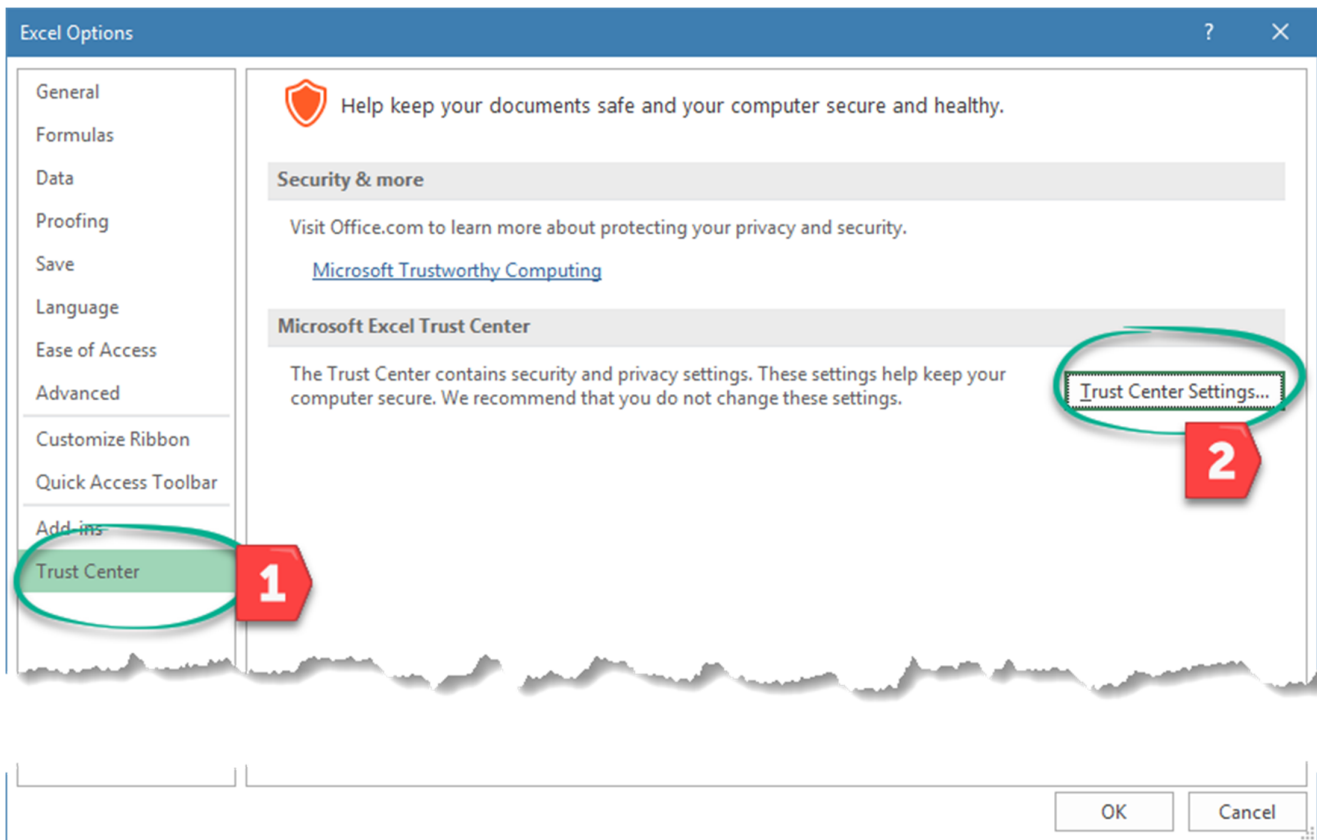 Excel Options
?
General
Formulas
Data
Proofing
Save
Language
Ease of Access
Advanced
Customize Ribbon
Quick Access Toolbar
Add-ins
Trust Center
1
Help keep your documents safe and your computer secure and healthy.
Security & more
Visit Office.com to learn more about protecting your privacy and security.
Microsoft Trustworthy Computing
Microsoft Excel Trust Center
The Trust Center contains security and privacy settings. These settings help keep your
computer secure. We recommend that you do not change these settings.
Trust Center Settings...
2
OK
Cancel